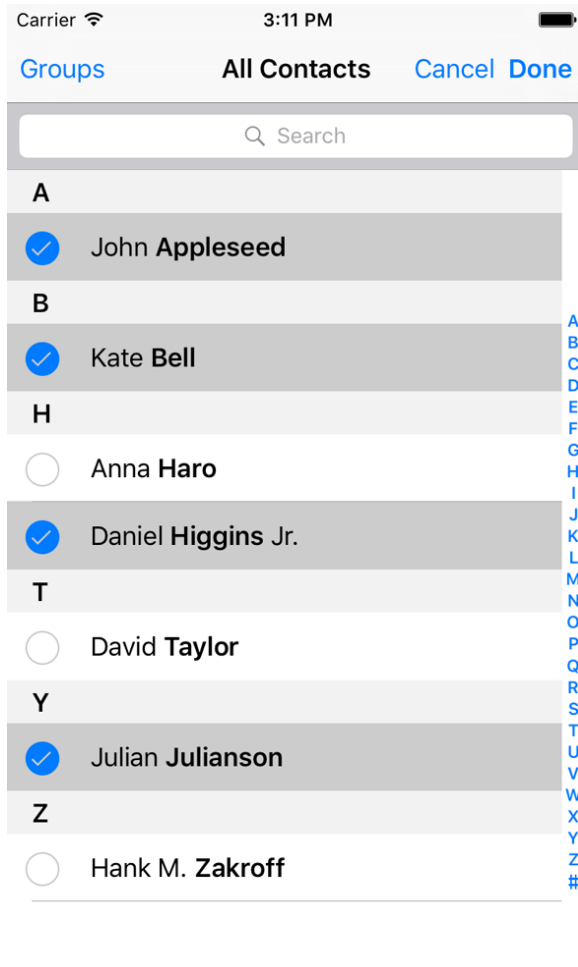 Carrier 3:11 PM
Groups All Contacts Cancel Done
Search
A
John Appleseed
B
Kate Bell
H
Anna Haro
Daniel Higgins Jr.
T
David Taylor
Y
Julian Julianson
Z
Hank M. Zakroff
A
B
C
D
E
F
G
H
I
J
K
L
M
N
O
P
Q
R
S
T
U
V
W
X
Y
Z
#